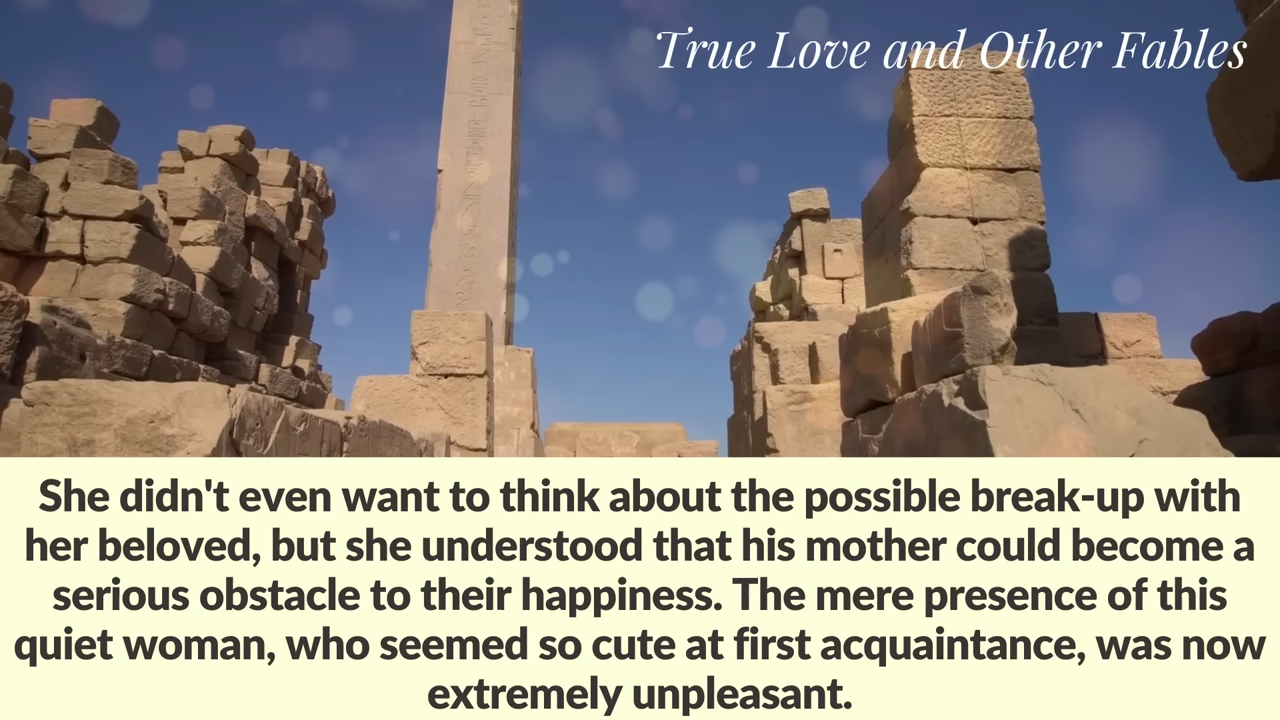 True Love and Other Fables
She didn't even want to think about the possible break-up with
her beloved, but she understood that his mother could become a
serious obstacle to their happiness. The mere presence of this
quiet woman, who seemed so cute at first acquaintance, was now
extremely unpleasant.